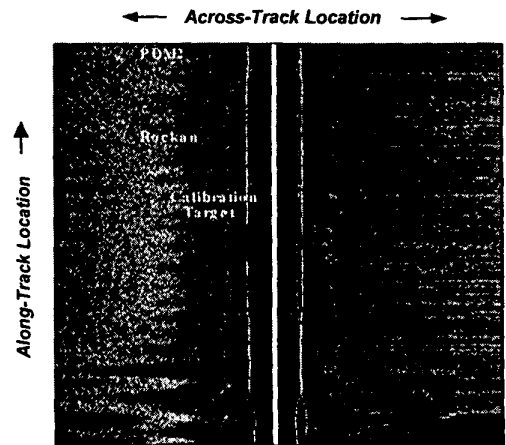 Across-Track Location
PDM2
Rockan
Calibration
Target
Along-Track Location